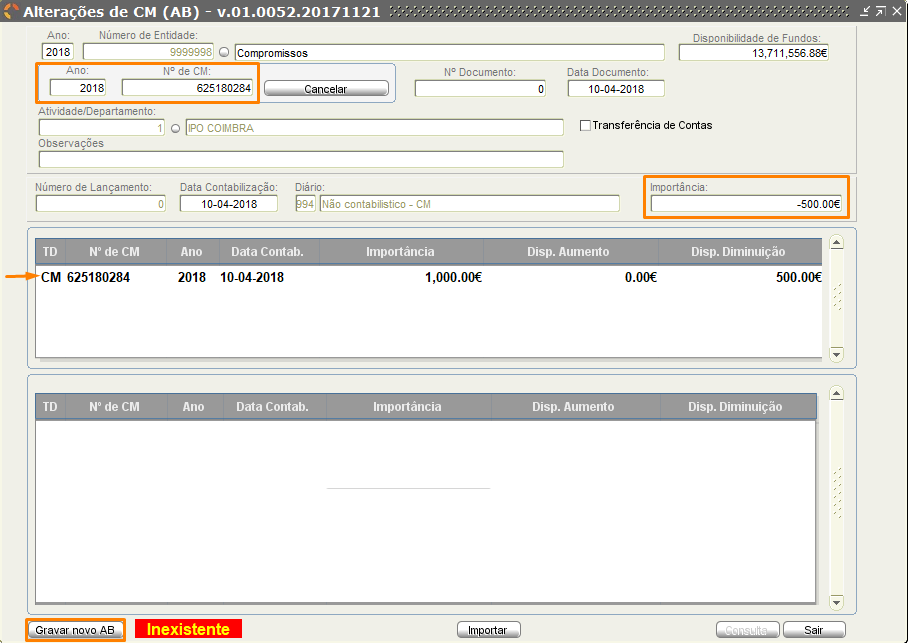 Alterações de CM (AB) - v.01.0052.20171121
Ano: Número de Entidade: Disponibilidade de Fundos:
2018 9999998 Compromissos 13,711,556.88€
Ano: Nº de CM: Nº Documento: Data Documento:
2018 625180284 Cancelar 0 10-04-2018
Atividade/Departamento:
1 IPO COIMBRA Transferência de Contas
Observações
Número de Lançamento: Data Contabilização: Diário: Importância:
0 10-04-2018 994 Não contabilistico - CM -500.00€
TD Nº de CM Ano Data Contab. Importância Disp. Aumento Disp. Diminuição
CM 625180284 2018 10-04-2018 1,000.00€ 0.00€ 500.00€
TD Nº de CM Ano Data Contab. Importância Disp. Aumento Disp. Diminuição
Gravar novo AB Inexistente Importar Consulta Sair